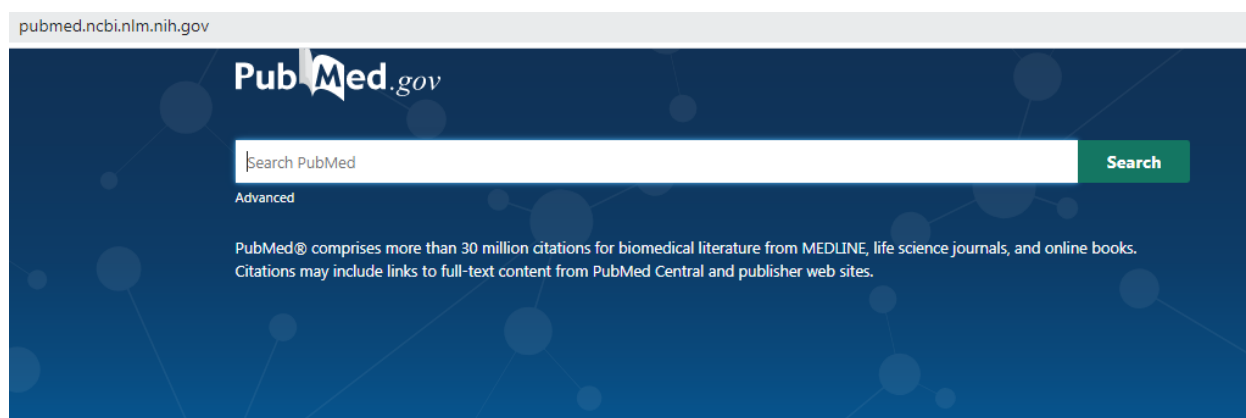 pubmed.ncbi.nlm.nih.gov
PubMed.gov
Search PubMed
Search
Advanced
PubMed® comprises more than 30 million citations for biomedical literature from MEDLINE, life science journals, and online books.
Citations may include links to full-text content from PubMed Central and publisher web sites.